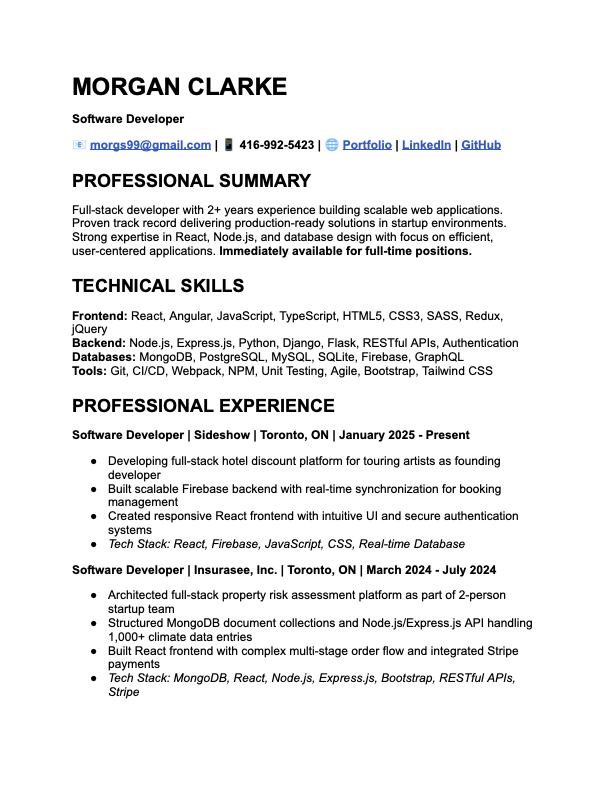 MORGAN CLARKE
Software Developer
📧 morgs99@gmail.com | 📱 416-992-5423 | 🌐 Portfolio | LinkedIn | GitHub
PROFESSIONAL SUMMARY
Full-stack developer with 2+ years experience building scalable web applications.
Proven track record delivering production-ready solutions in startup environments.
Strong expertise in React, Node.js, and database design with focus on efficient,
user-centered applications. Immediately available for full-time positions.
TECHNICAL SKILLS
Frontend: React, Angular, JavaScript, TypeScript, HTML5, CSS3, SASS, Redux,
jQuery
Backend: Node.js, Express.js, Python, Django, Flask, RESTful APIs, Authentication
Databases: MongoDB, PostgreSQL, MySQL, SQLite, Firebase, GraphQL
Tools: Git, CI/CD, Webpack, NPM, Unit Testing, Agile, Bootstrap, Tailwind CSS
PROFESSIONAL EXPERIENCE
Software Developer | Sideshow | Toronto, ON | January 2025 - Present
● Developing full-stack hotel discount platform for touring artists as founding
developer
● Built scalable Firebase backend with real-time synchronization for booking
management
● Created responsive React frontend with intuitive UI and secure authentication
systems
● Tech Stack: React, Firebase, JavaScript, CSS, Real-time Database
Software Developer | Insurasee, Inc. | Toronto, ON | March 2024 - July 2024
● Architected full-stack property risk assessment platform as part of 2-person
startup team
● Structured MongoDB document collections and Node.js/Express.js API handling
1,000+ climate data entries
● Built React frontend with complex multi-stage order flow and integrated Stripe
payments
● Tech Stack: MongoDB, React, Node.js, Express.js, Bootstrap, RESTful APIs,
Stripe